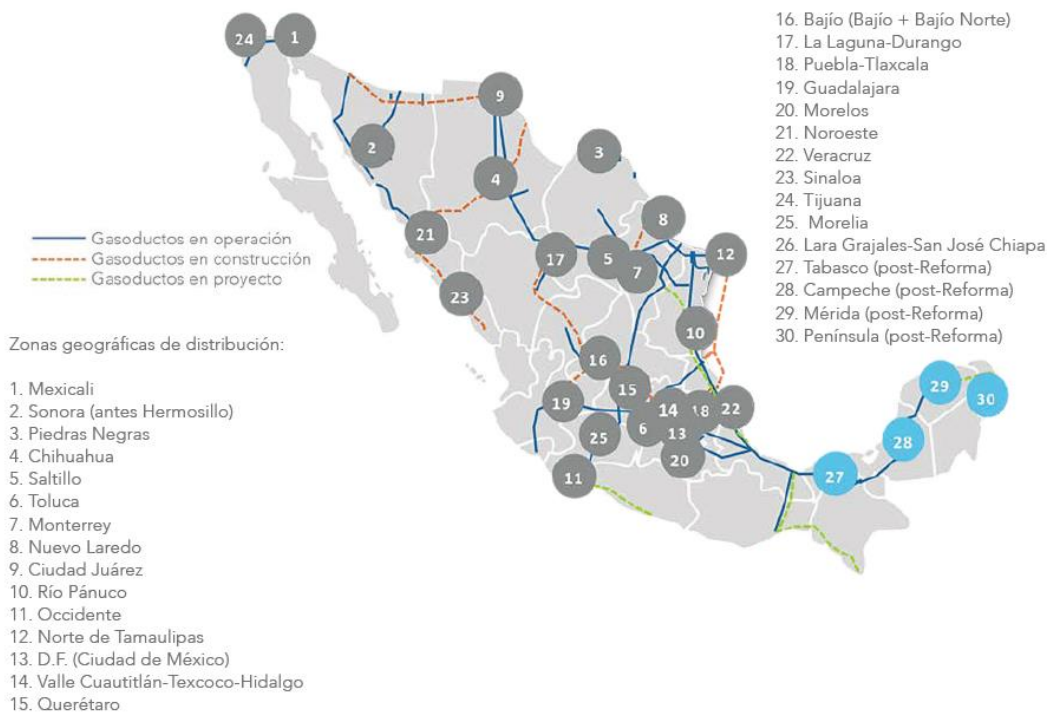 24
1
9
2
3
4
21
8
17
5
7
12
23
10
16
15
19
14
18
22
6
13
25
20
11
29
30
28
27
Gasoductos en operación
Gasoductos en construcción
Gasoductos en proyecto
Zonas geográficas de distribución:
1. Mexicali
2. Sonora (antes Hermosillo)
3. Piedras Negras
4. Chihuahua
5. Saltillo
6. Toluca
7. Monterrey
8. Nuevo Laredo
9. Ciudad Juárez
10. Río Pánuco
11. Occidente
12. Norte de Tamaulipas
13. D.F. (Ciudad de México)
14. Valle Cuautitlán-Texcoco-Hidalgo
15. Querétaro
16. Bajío (Bajío + Bajío Norte)
17. La Laguna-Durango
18. Puebla-Tlaxcala
19. Guadalajara
20. Morelos
21. Noroeste
22. Veracruz
23. Sinaloa
24. Tijuana
25. Morelia
26. Lara Grajales-San José Chiapa
27. Tabasco (post-Reforma)
28. Campeche (post-Reforma)
29. Mérida (post-Reforma)
30. Península (post-Reforma)